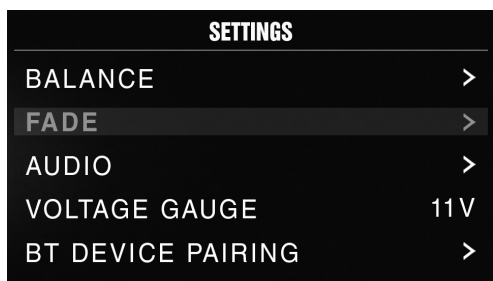 SETTINGS
BALANCE >
FADE >
AUDIO >
VOLTAGE GAUGE 11V
BT DEVICE PAIRING >